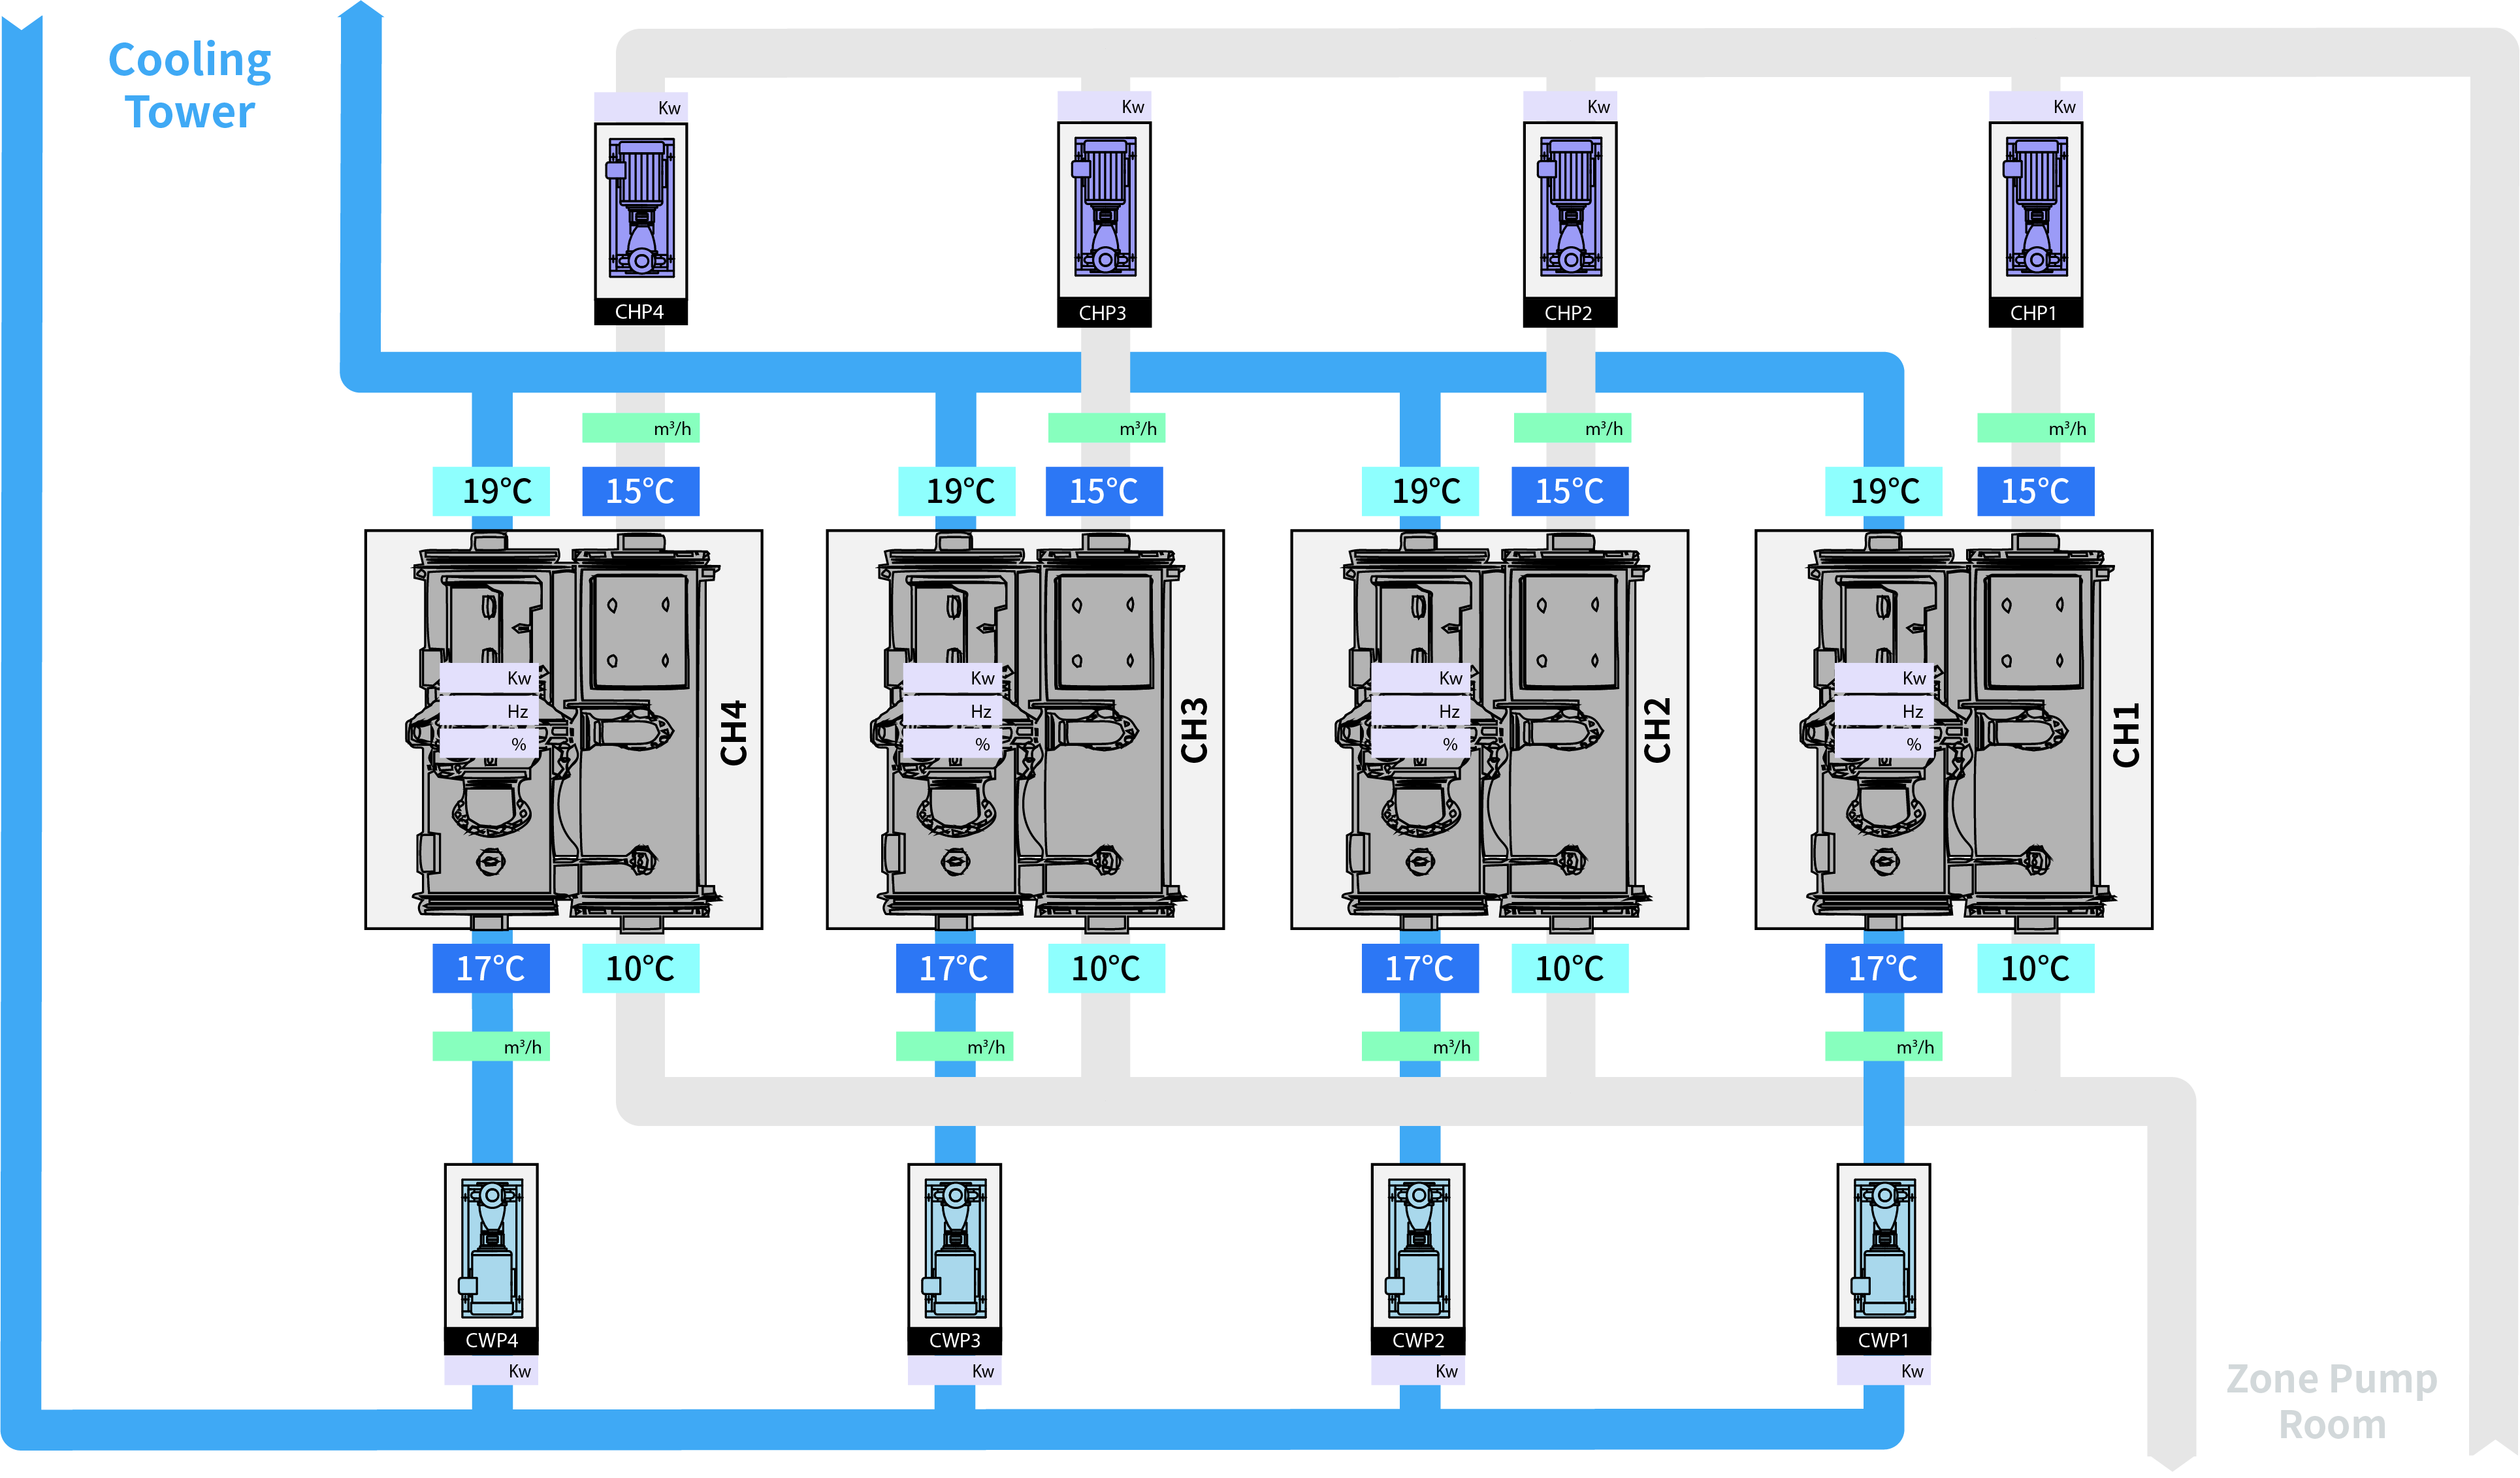 Cooling
Tower
Kw
Kw
Kw
Kw
CHP4
CHP3
CHP2
CHP1
m³/h
m³/h
m³/h
m³/h
19°C
15°C
19°C
15°C
19°C
15°C
19°C
15°C
Kw
Hz
%
CH4
Kw
Hz
%
CH3
Kw
Hz
%
CH2
Kw
Hz
%
CH1
17°C
10°C
17°C
10°C
17°C
10°C
17°C
10°C
m³/h
m³/h
m³/h
m³/h
CWP4
CWP3
CWP2
CWP1
Kw
Kw
Kw
Kw
Zone Pump
Room